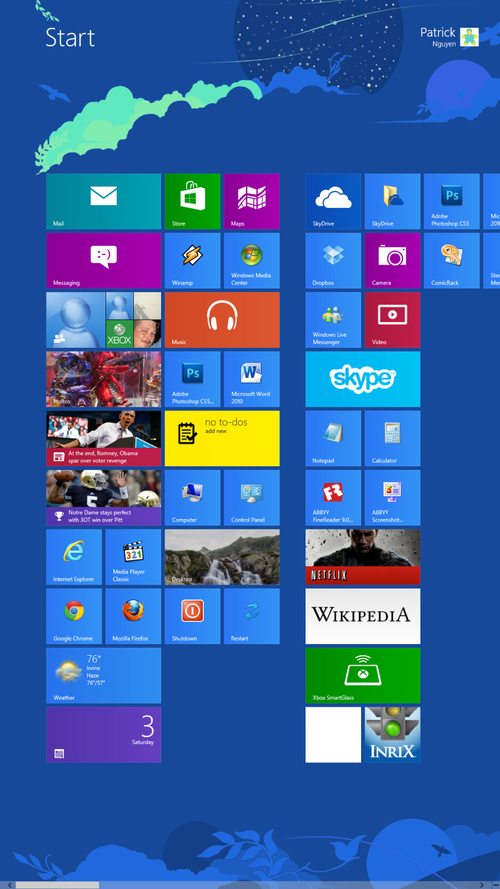 Start
Patrick
Nguyen
Mail
Store
Maps
SkyDrive
SkyDrive
Adobe
Photoshop CS5
Messaging
Winamp
Windows Media
Center
Dropbox
Camera
ComicRack
XBOX
Music
Windows Live
Messenger
Video
Photos
Ps
Adobe
Photoshop CS5...
Microsoft Word
2010
skype
At the end, Romney, Obama
spar over voter revenge
no to-dos
add new
Notepad
Calculator
Notre Dame stays perfect
with 3OT win over Pitt
Computer
Control Panel
ABBYY
FineReader 9.0...
ABBYY
Screenshot...
Internet Explorer
321
Media Player
Classic
Desktop
NETFLIX
Google Chrome
Mozilla Firefox
Shutdown
Restart
WIKIPEDIA
76°
Irvine
Haze
76°/57°
Weather
Xbox SmartGlass
3
Saturday
INRIX